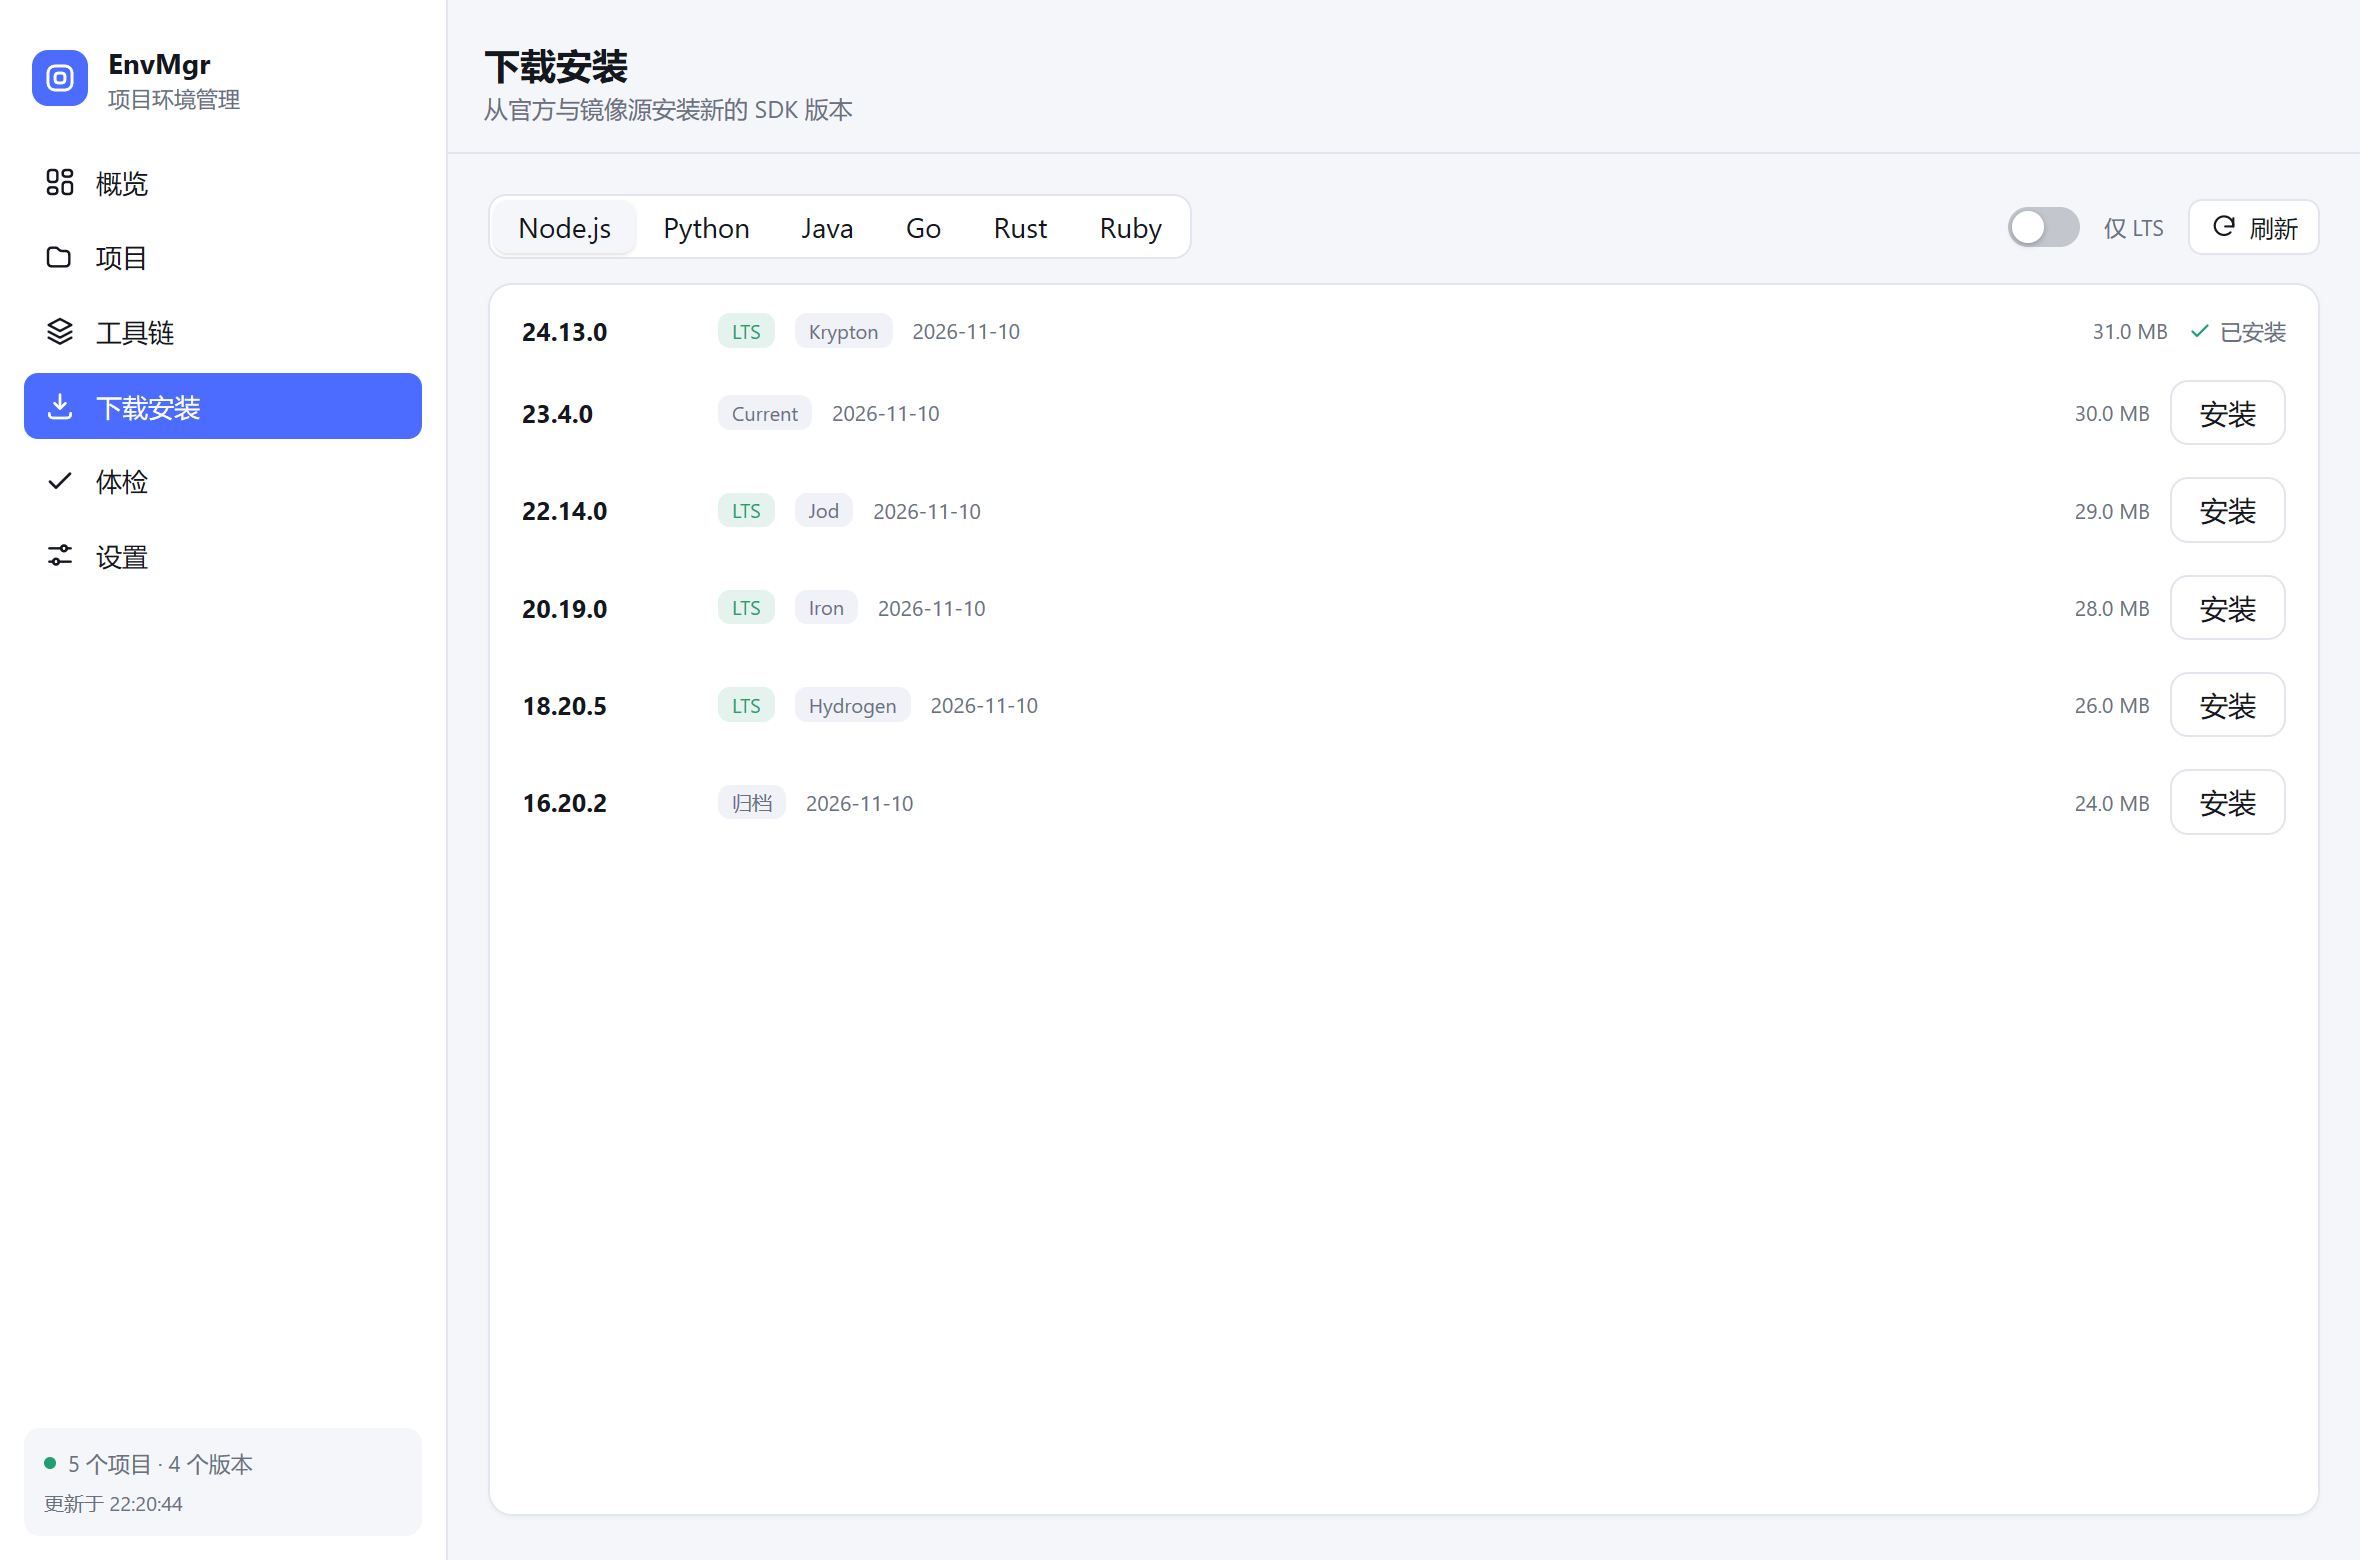 EnvMgr
项目环境管理
概览
项目
工具链
下载安装
体检
设置
5 个项目 · 4 个版本
更新于 22:20:44
下载安装
从官方与镜像源安装新的 SDK 版本
Node.js Python Java Go Rust Ruby 仅 LTS 刷新
24.13.0 LTS Krypton 2026-11-10 31.0 MB 已安装
23.4.0 Current 2026-11-10 30.0 MB 安装
22.14.0 LTS Jod 2026-11-10 29.0 MB 安装
20.19.0 LTS Iron 2026-11-10 28.0 MB 安装
18.20.5 LTS Hydrogen 2026-11-10 26.0 MB 安装
16.20.2 归档 2026-11-10 24.0 MB 安装